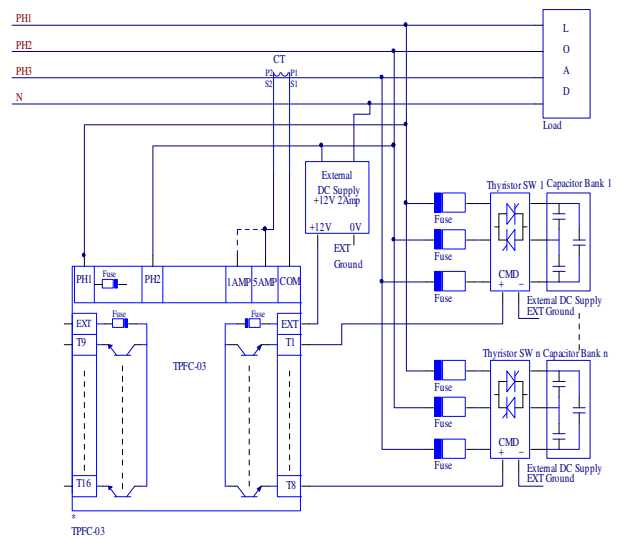 PH1
PH2
PH3
N
L
O
A
D
Load
CT
P2 P1
S2 S1
External
DC Supply
+12V 2Amp
+12V 0V
EXT
Ground
Thyristor SW 1 Capacitor Bank 1
Fuse
Fuse
Fuse
CMD
+ −
External DC Supply
EXT Ground
PH1 Fuse PH2 1AMP 5AMP COM
EXT Fuse Fuse EXT
T9 T1
TPFC-03
T16 T8
*
TPFC-03
Thyristor SW n Capacitor Bank n
Fuse
Fuse
Fuse
CMD
+ −
External DC Supply
EXT Ground